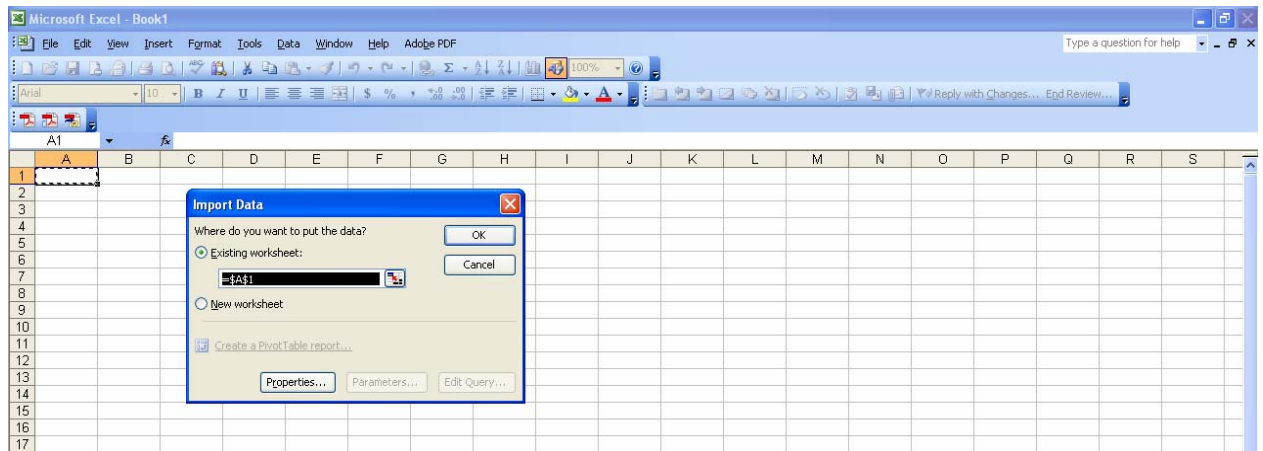 Microsoft Excel - Book1
File Edit View Insert Format Tools Data Window Help Adobe PDF Type a question for help
100%
Arial 10 B I U $ % , Reply with Changes... End Review...
A1 fx
A B C D E F G H I J K L M N O P Q R S
1
2
3
4
5
6
7
8
9
10
11
12
13
14
15
16
17
Import Data
Where do you want to put the data?
OK
Existing worksheet:
Cancel
=$A$1
New worksheet
Create a PivotTable report...
Properties... Parameters... Edit Query...